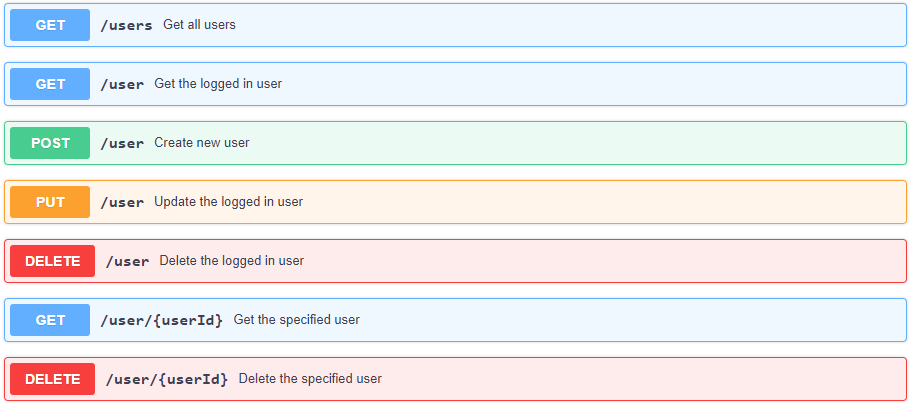 GET /users Get all users
GET /user Get the logged in user
POST /user Create new user
PUT /user Update the logged in user
DELETE /user Delete the logged in user
GET /user/{userId} Get the specified user
DELETE /user/{userId} Delete the specified user